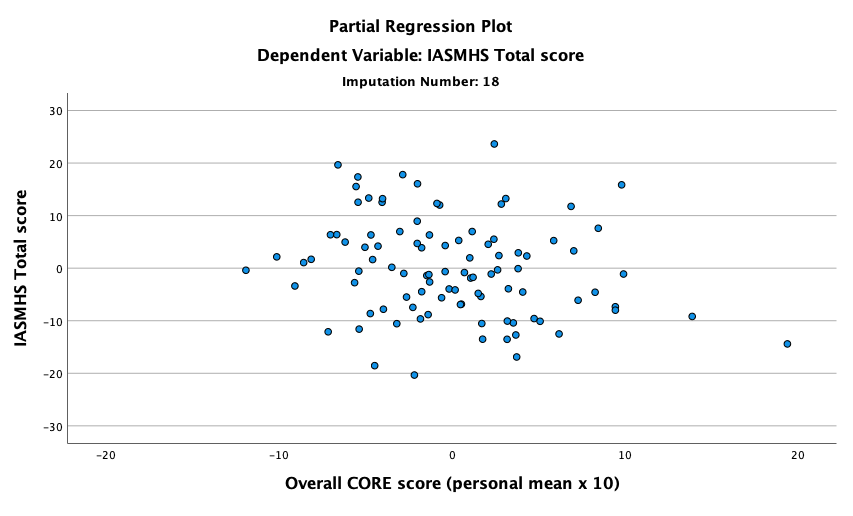 Partial Regression Plot
Dependent Variable: IASMHS Total score
Imputation Number: 18
30
20
10
0
-10
-20
-30
IASMHS Total score
-20 -10 0 10 20
Overall CORE score (personal mean x 10)